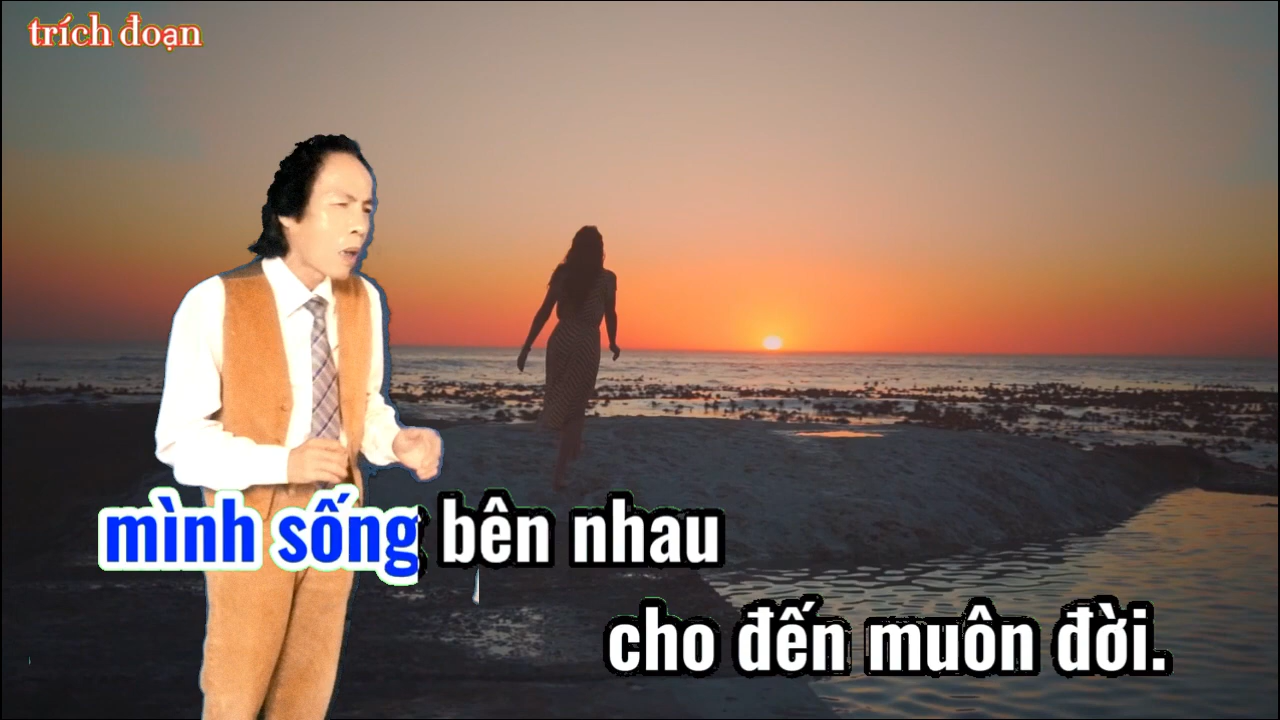 trích đoạn
mình sống bên nhau
cho đến muôn đời.